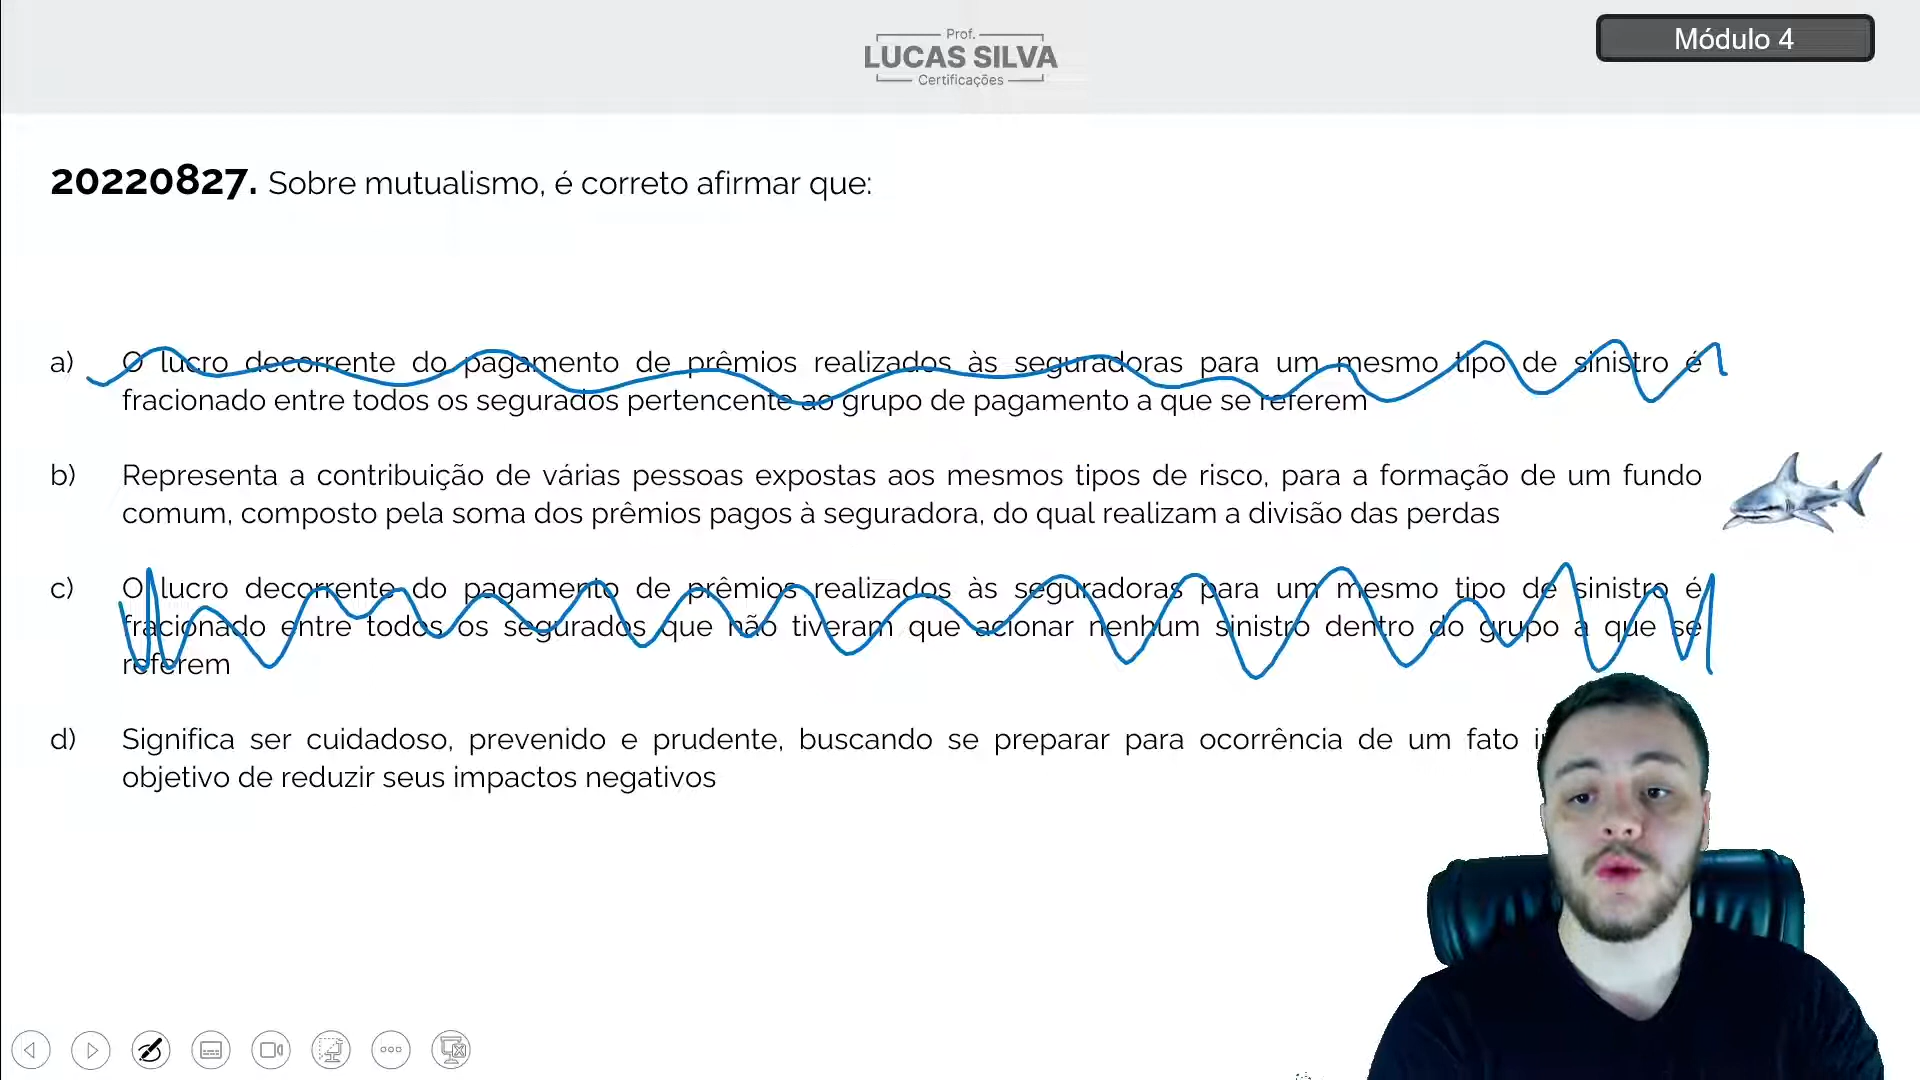 Prof.
LUCAS SILVA
Certificações
Módulo 4
20220827. Sobre mutualismo, é correto afirmar que:
a) O lucro decorrente do pagamento de prêmios realizados às seguradoras para um mesmo tipo de sinistro é
fracionado entre todos os segurados pertencente ao grupo de pagamento a que se referem
b) Representa a contribuição de várias pessoas expostas aos mesmos tipos de risco, para a formação de um fundo
comum, composto pela soma dos prêmios pagos à seguradora, do qual realizam a divisão das perdas
c) O lucro decorrente do pagamento de prêmios realizados às seguradoras para um mesmo tipo de sinistro é
fracionado entre todos os segurados que não tiveram que acionar nenhum sinistro dentro do grupo a que se
referem
d) Significa ser cuidadoso, prevenido e prudente, buscando se preparar para ocorrência de um fato
objetivo de reduzir seus impactos negativos